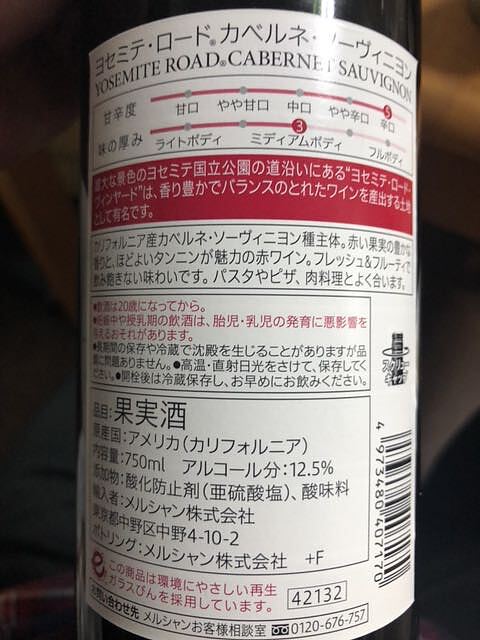 ヨセミテ・ロード® カベルネ・ソーヴィニヨン
YOSEMITE ROAD® CABERNET SAUVIGNON
甘辛度 甘口 やや甘口 中口 やや辛口 5 辛口
味の厚み ライトボディ 3 ミディアムボディ フルボディ
大な景色のヨセミテ国立公園の道沿いにある“ヨセミテ・ロード・
ヴィンヤード”は、香り豊かでバランスのとれたワインを産出する土地
として有名です。
カリフォルニア産カベルネ・ソーヴィニヨン種主体。赤い果実の豊かな
香りと、ほどよいタンニンが魅力の赤ワイン。フレッシュ&フルーティで
飲み飽きない味わいです。パスタやピザ、肉料理とよく合います。
●飲酒は20歳になってから。
●妊娠中や授乳期の飲酒は、胎児・乳児の発育に悪影響を
与えるおそれがあります。
●長期間の保存や冷蔵で沈殿を生じることがありますが品
質に問題ありません。●高温・直射日光をさけて、保存してく
ださい。●開栓後は冷蔵保存し、お早めにお飲みください。
スクリュー
キャップ
品目:果実酒
原産国:アメリカ(カリフォルニア)
内容量:750ml アルコール分:12.5%
添加物:酸化防止剤(亜硫酸塩)、酸味料
輸入者:メルシャン株式会社
東京都中野区中野4-10-2
ボトリング:メルシャン株式会社 +F
4 973480 407170
この商品は環境にやさしい再生
ガラスびんを採用しています。
42132
お問い合わせ先 メルシャンお客様相談室 0120-676-757